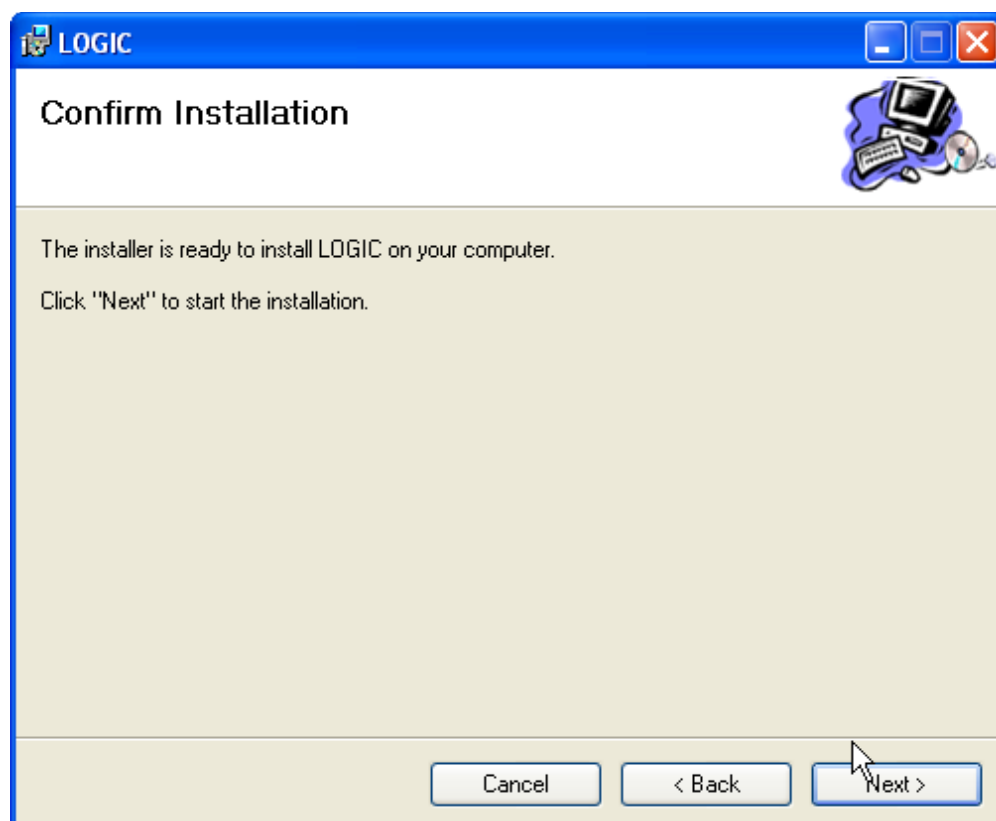 LOGIC
Confirm Installation
The installer is ready to install LOGIC on your computer.
Click "Next" to start the installation.
Cancel
< Back
Next >